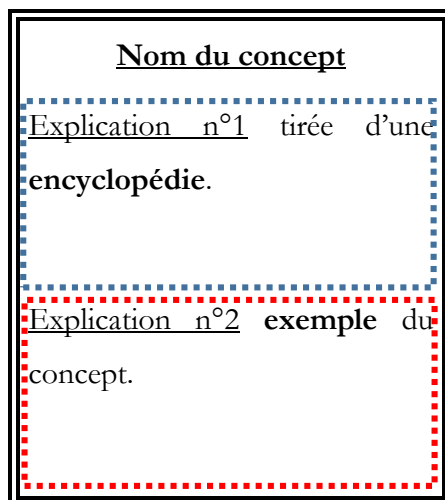 Nom du concept
Explication n°1 tirée d’une
encyclopédie.
Explication n°2 exemple du
concept.